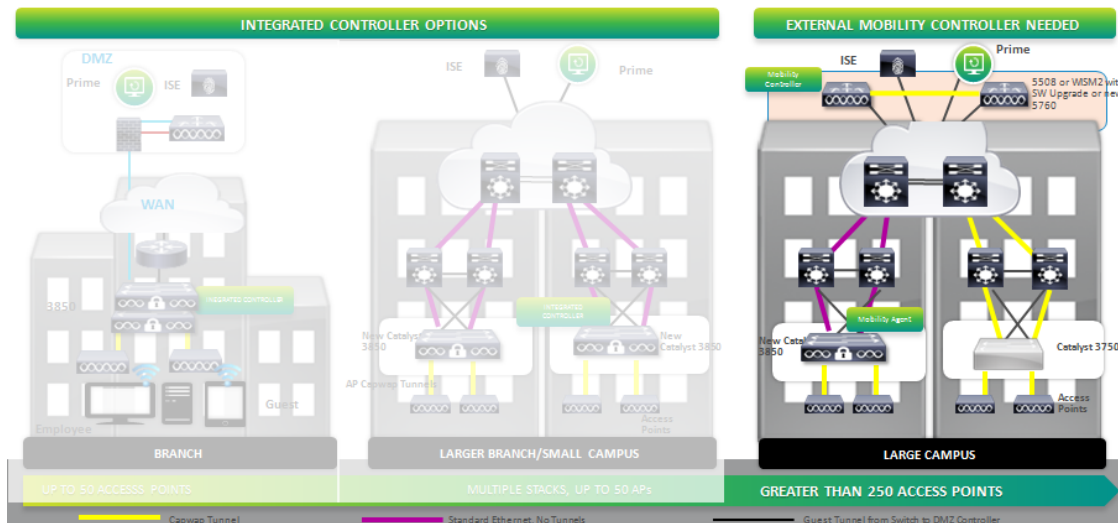 INTEGRATED CONTROLLER OPTIONS
EXTERNAL MOBILITY CONTROLLER NEEDED
DMZ
Prime
ISE
WAN
3850
INTEGRATED CONTROLLER
Employee
Guest
BRANCH
UP TO 50 ACCESSS POINTS
ISE
Prime
INTEGRATED
CONTROLLER
New Catalyst
3850
New
Catalyst 3850
AP Capwap Tunnels
Access
Points
LARGER BRANCH/SMALL CAMPUS
MULTIPLE STACKS, UP TO 50 APs
ISE
Prime
Mobility
Controller
5508 or WISM2 wit
SW Upgrade or new
5760
Mobility Agent
New Catal
3850
Catalyst 3750
Access
Points
LARGE CAMPUS
GREATER THAN 250 ACCESS POINTS
Capwap Tunnel
Standard Ethernet, No Tunnels
Guest Tunnel from Switch to DMZ Controller